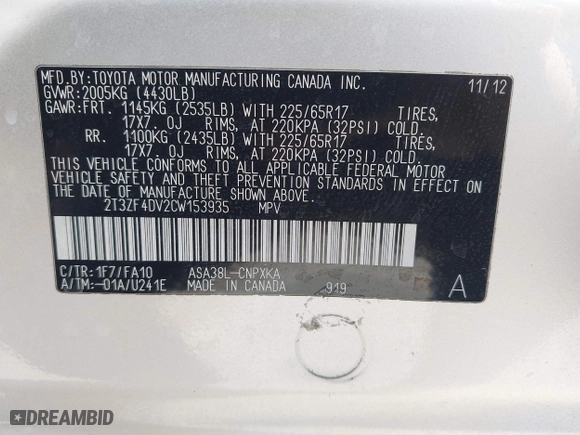 MFD.BY:TOYOTA MOTOR MANUFACTURING CANADA INC. 11/12
GVWR:2005KG (4430LB)
GAWR:FRT. 1145KG (2535LB) WITH 225/65R17 TIRES,
17X7. OJ RIMS, AT 220KPA (32PSI) COLD.
RR. 1100KG (2435LB) WITH 225/65R17 TIRES,
17X7. OJ RIMS, AT 220KPA (32PSI) COLD.
THIS VEHICLE CONFORMS TO ALL APPLICABLE FEDERAL MOTOR
VEHICLE SAFETY AND THEFT PREVENTION STANDARDS IN EFFECT ON
THE DATE OF MANUFACTURE SHOWN ABOVE.
2T3ZF4DV2CW153935 MPV
C/TR:1F7/FA10 ASA38L-CNPXKA
A/TM:-01A/U241E MADE IN CANADA 919 A
DREAMBID